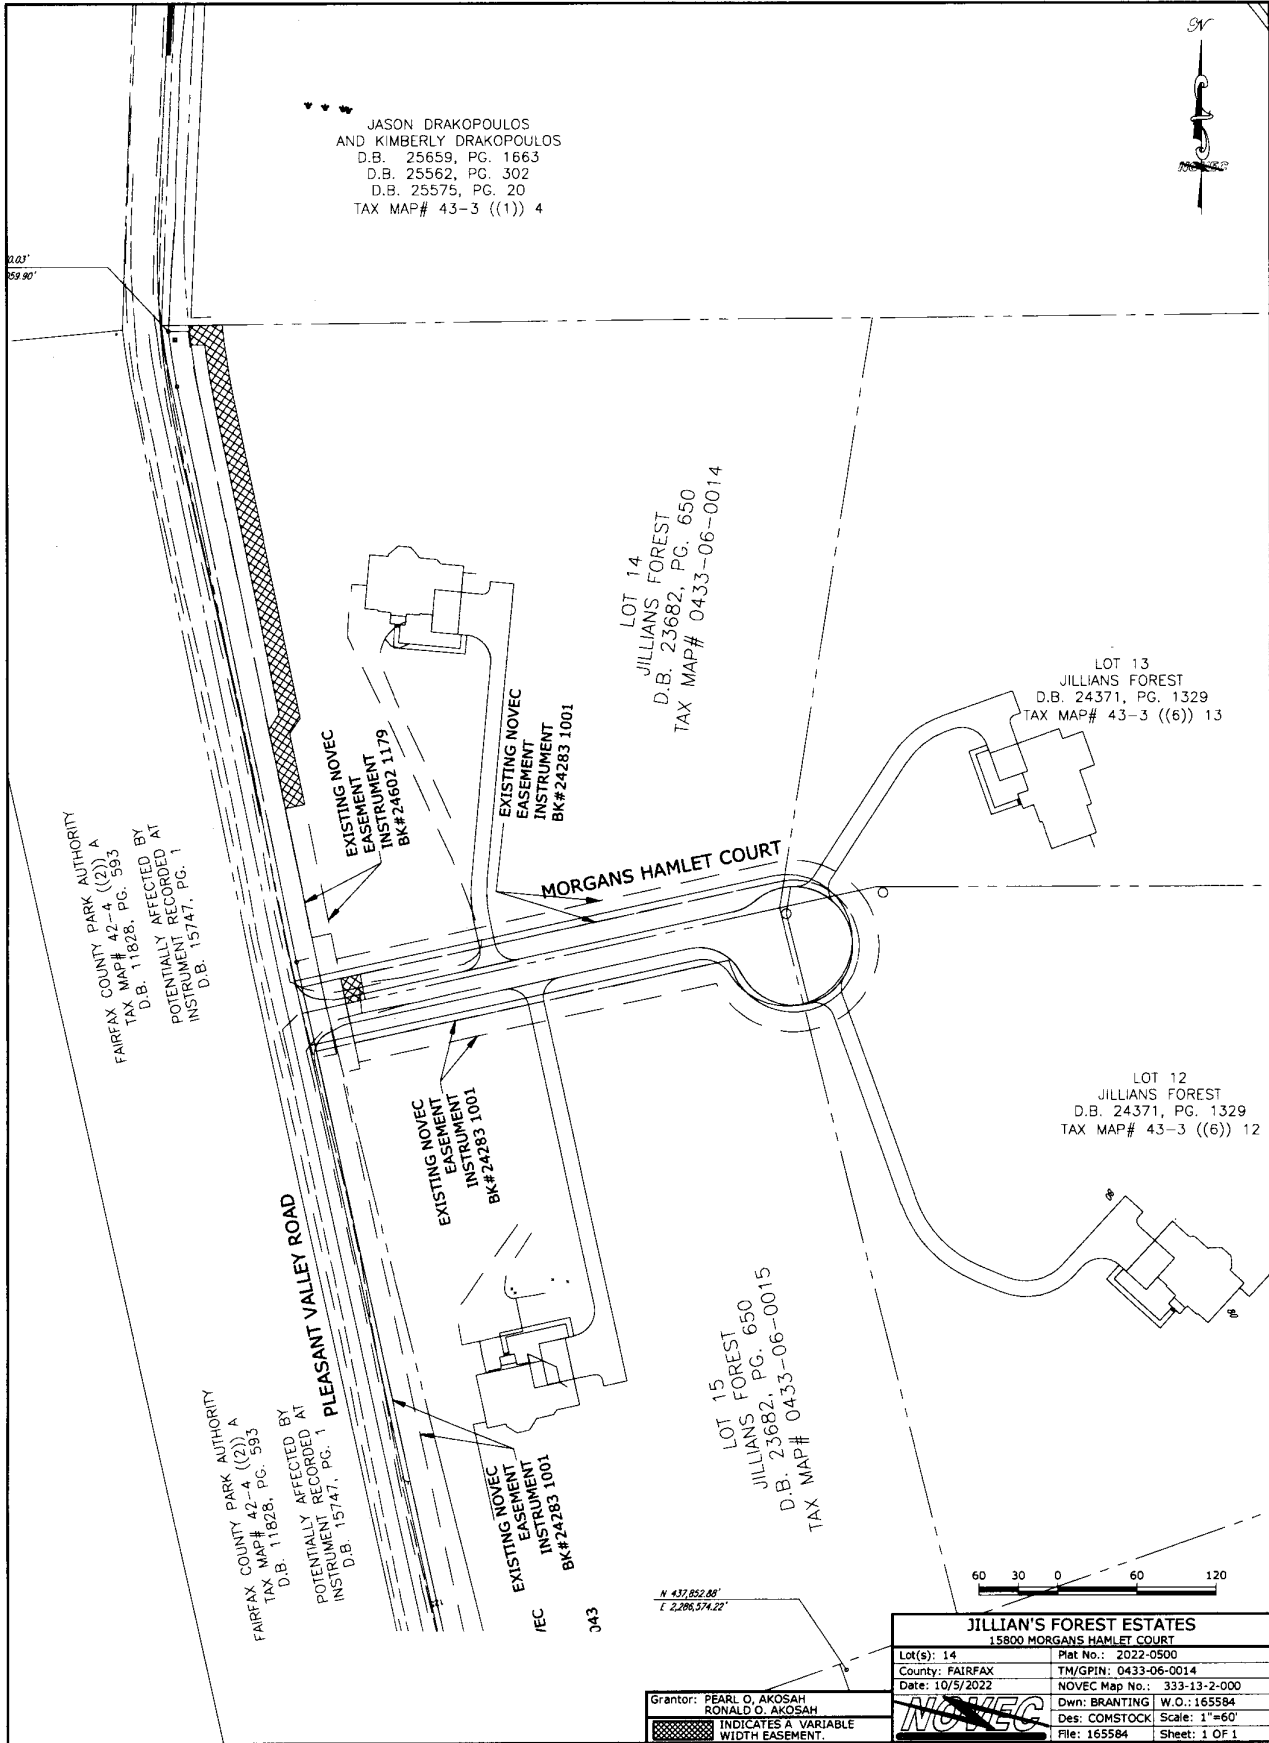 N
NOVEC
JASON DRAKOPOULOS
AND KIMBERLY DRAKOPOULOS
D.B. 25659, PG. 1663
D.B. 25562, PG. 302
D.B. 25575, PG. 20
TAX MAP# 43-3 ((1)) 4
0.03'
959.90'
LOT 14
JILLIANS FOREST
D.B. 23682, PG. 650
TAX MAP# 0433-06-0014
LOT 13
JILLIANS FOREST
D.B. 24371, PG. 1329
TAX MAP# 43-3 ((6)) 13
EXISTING NOVEC
EASEMENT
INSTRUMENT
BK#24602 1179
EXISTING NOVEC
EASEMENT
INSTRUMENT
BK#24283 1001
MORGANS HAMLET COURT
FAIRFAX COUNTY PARK AUTHORITY
TAX MAP# 42-4 ((2)) A
D.B. 11828, PG. 593
POTENTIALLY AFFECTED BY
INSTRUMENT RECORDED AT
D.B. 15747, PG. 1
EXISTING NOVEC
EASEMENT
INSTRUMENT
BK#24283 1001
LOT 12
JILLIANS FOREST
D.B. 24371, PG. 1329
TAX MAP# 43-3 ((6)) 12
PLEASANT VALLEY ROAD
LOT 15
JILLIANS FOREST
D.B. 23682, PG. 650
TAX MAP# 0433-06-0015
FAIRFAX COUNTY PARK AUTHORITY
TAX MAP# 42-4 ((2)) A
D.B. 11828, PG. 593
POTENTIALLY AFFECTED BY
INSTRUMENT RECORDED AT
D.B. 15747, PG. 1
EXISTING NOVEC
EASEMENT
INSTRUMENT
BK#24283 1001
VEC
043
N 437,852.88'
E 2,286,574.22'
60 30 0 60 120
JILLIAN'S FOREST ESTATES
15800 MORGANS HAMLET COURT
Lot(s): 14 Plat No.: 2022-0500
County: FAIRFAX TM/GPIN: 0433-06-0014
Date: 10/5/2022 NOVEC Map No.: 333-13-2-000
NOVEC Dwn: BRANTING W.O.: 165584
Des: COMSTOCK Scale: 1"=60'
File: 165584 Sheet: 1 OF 1
Grantor: PEARL O, AKOSAH
RONALD O. AKOSAH
INDICATES A VARIABLE
WIDTH EASEMENT.